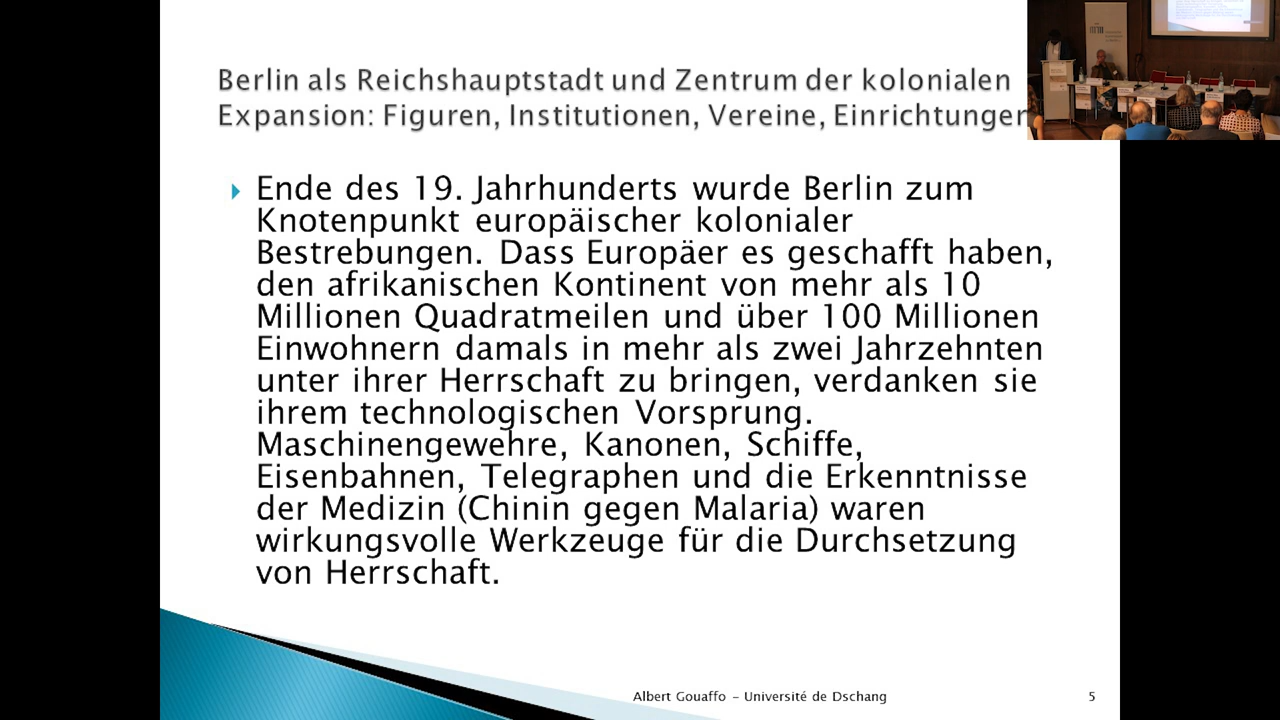 Berlin als Reichshauptstadt und Zentrum der kolonialen
Expansion: Figuren, Institutionen, Vereine, Einrichtungen
Ende des 19. Jahrhunderts wurde Berlin zum
Knotenpunkt europäischer kolonialer
Bestrebungen. Dass Europäer es geschafft haben,
den afrikanischen Kontinent von mehr als 10
Millionen Quadratmeilen und über 100 Millionen
Einwohnern damals in mehr als zwei Jahrzehnten
unter ihrer Herrschaft zu bringen, verdanken sie
ihrem technologischen Vorsprung.
Maschinengewehre, Kanonen, Schiffe,
Eisenbahnen, Telegraphen und die Erkenntnisse
der Medizin (Chinin gegen Malaria) waren
wirkungsvolle Werkzeuge für die Durchsetzung
von Herrschaft.
Albert Gouaffo - Université de Dschang
5